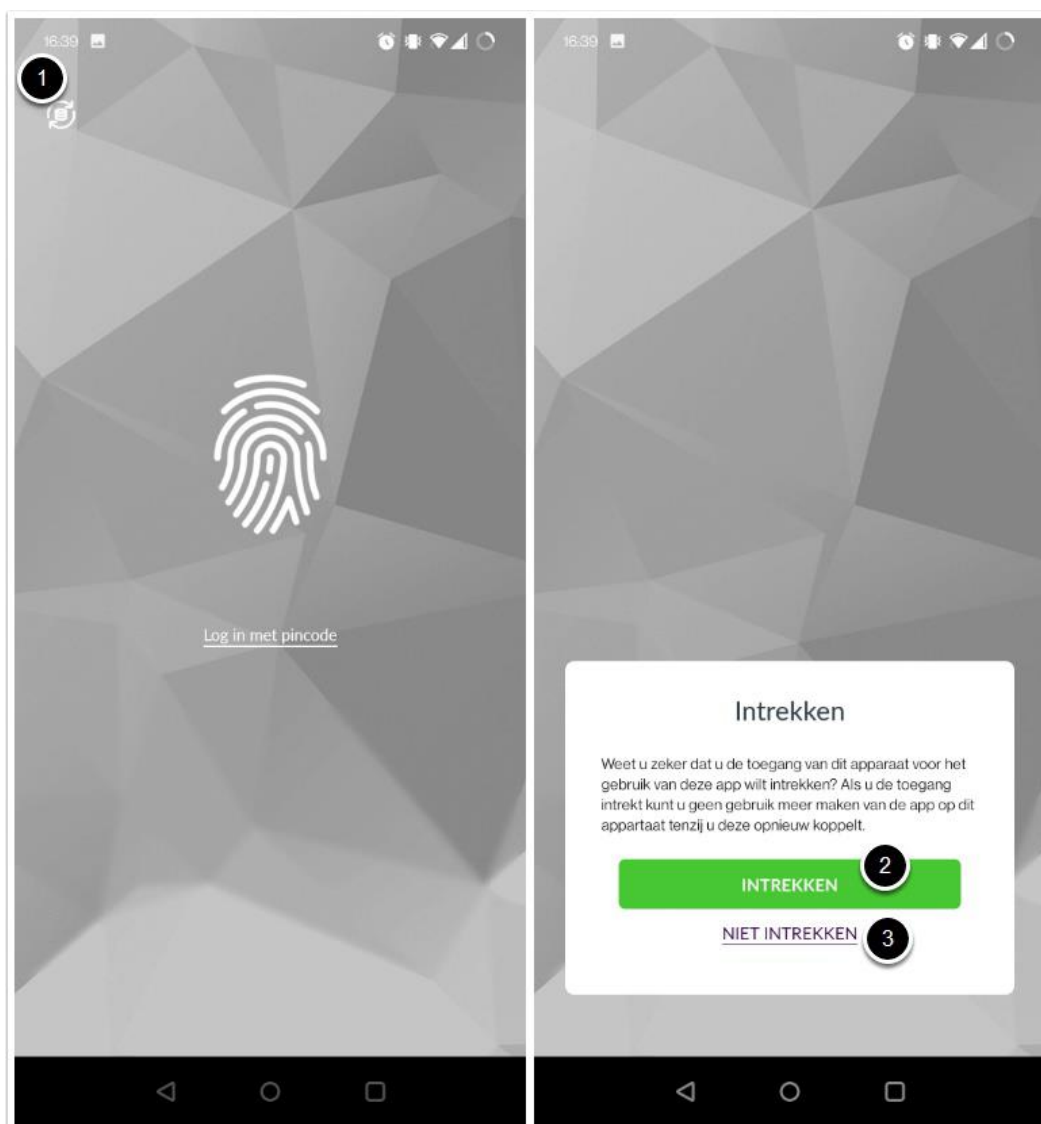 16:39
1
Log in met pincode
16:39
Intrekken
Weet u zeker dat u de toegang van dit apparaat voor het
gebruik van deze app wilt intrekken? Als u de toegang
intrekt kunt u geen gebruik meer maken van de app op dit
appartaat tenzij u deze opnieuw koppelt.
INTREKKEN
2
NIET INTREKKEN
3